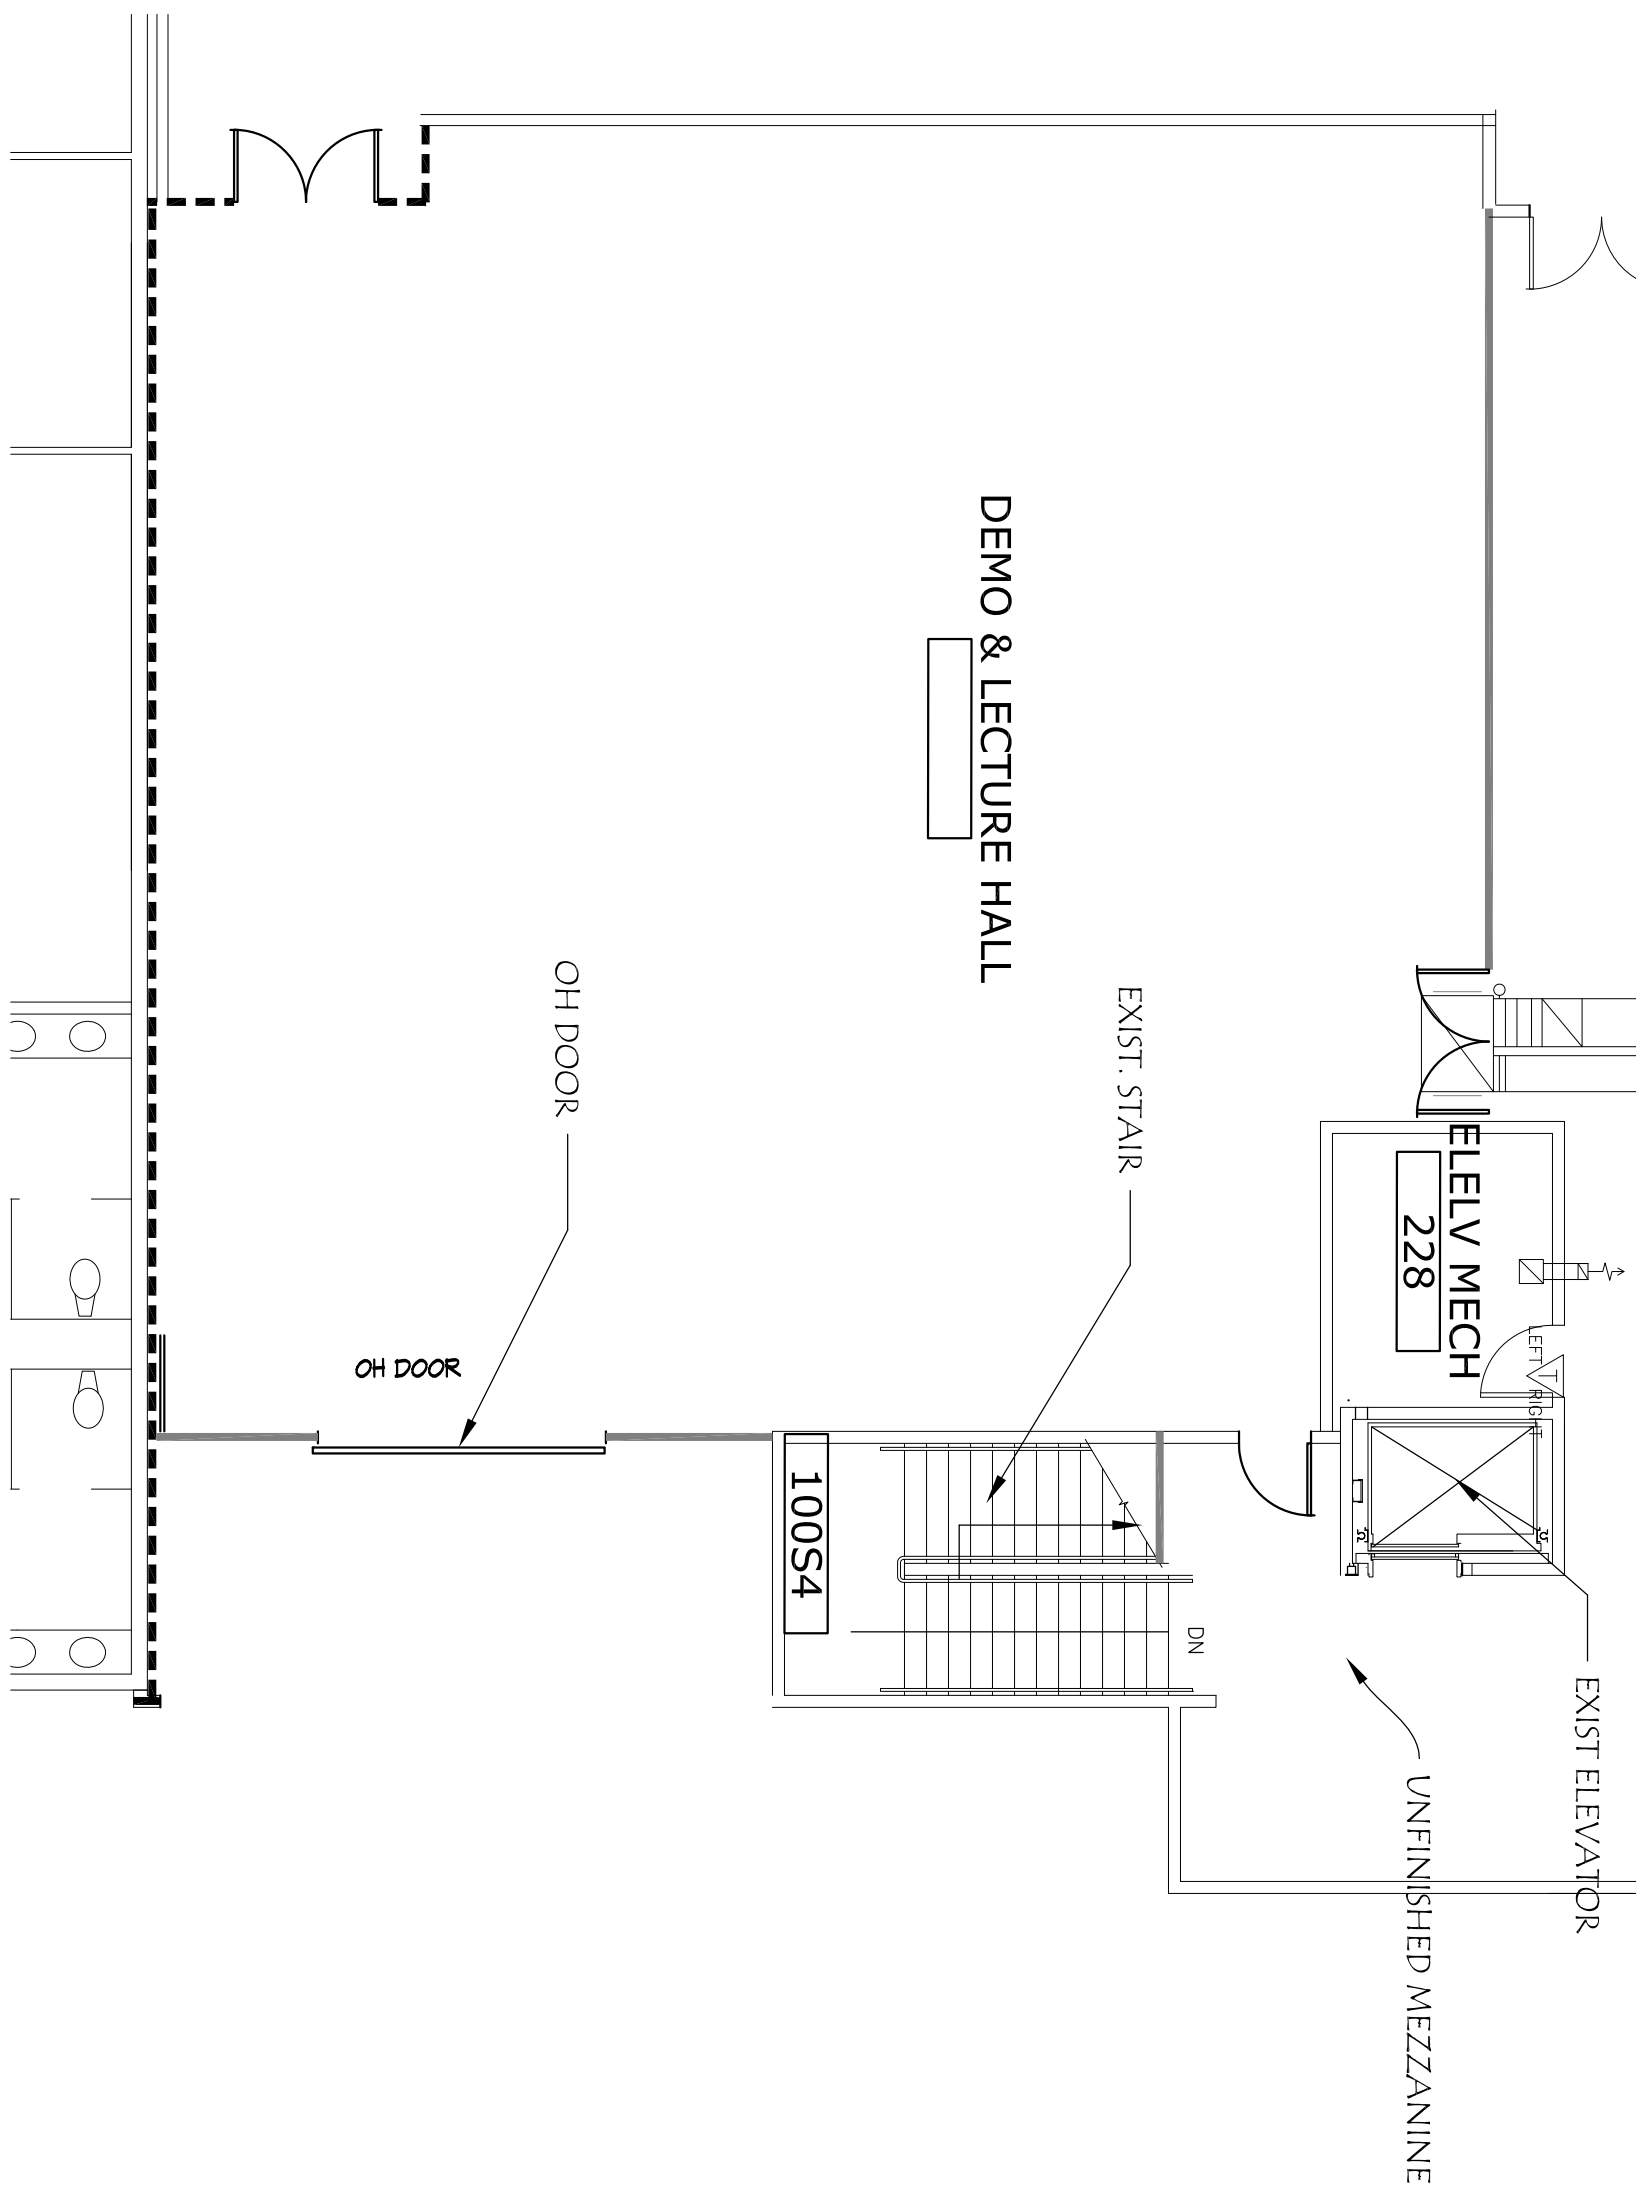 DEMO & LECTURE HALL
OH DOOR
EXIST. STAIR
ELELV MECH
228
LEFT
RIGHT
OH DOOR
100S4
DN
EXIST ELEVATOR
UNFINISHED MEZZANINE